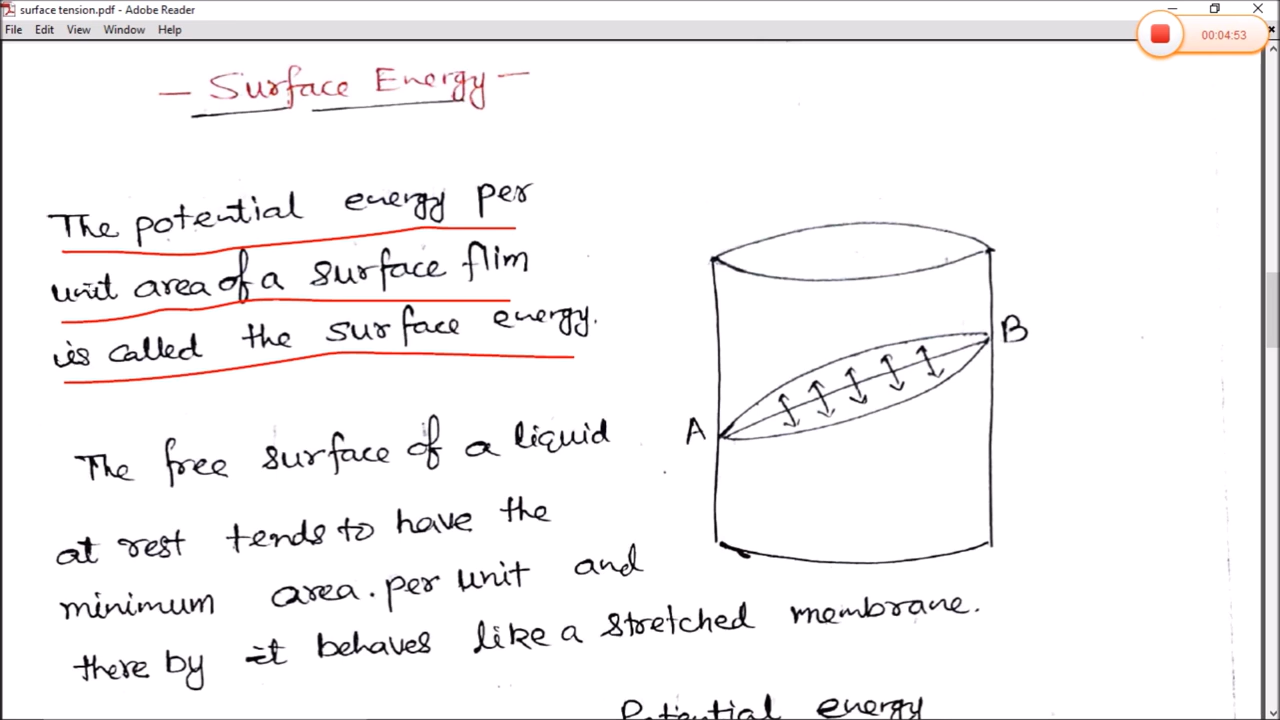 surface tension.pdf - Adobe Reader
File Edit View Window Help
00:04:53
- Surface Energy -
The potential energy per
unit area of a surface flim
is called the surface energy.
A
B
The free surface of a liquid
at rest tends to have the
minimum area. per unit and
there by it behaves like a stretched membrane.
Potential energy